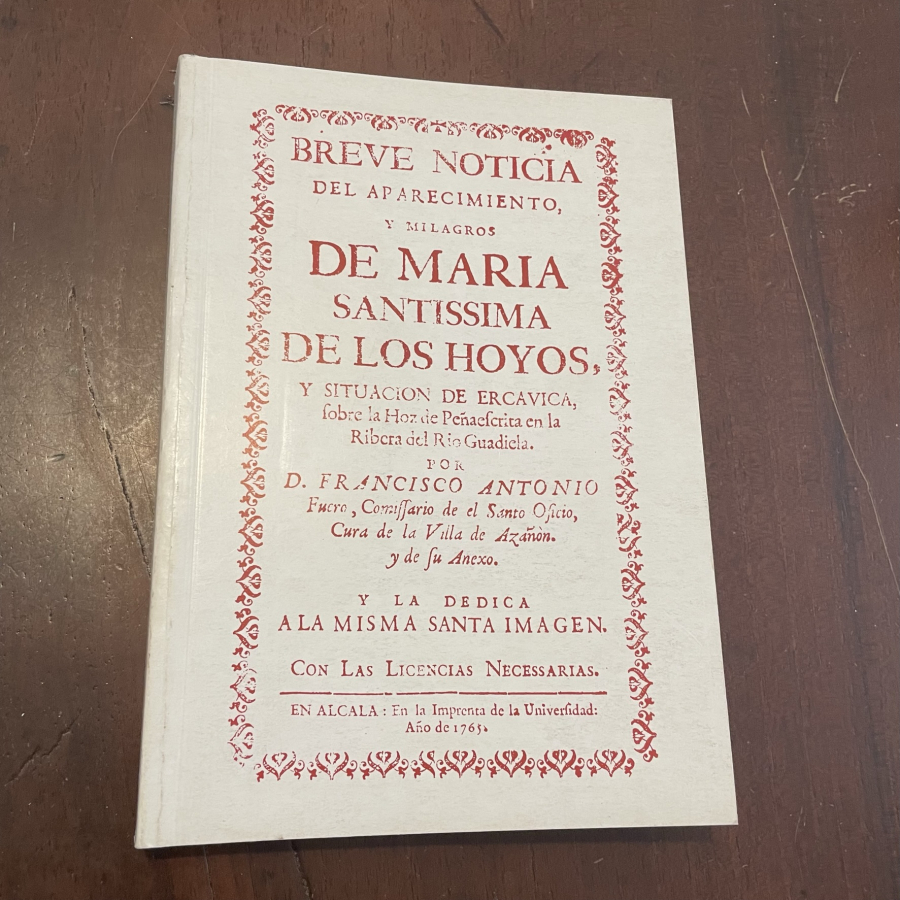 BREVE NOTICIA
DEL APARECIMIENTO,
Y MILAGROS
DE MARIA
SANTISSIMA
DE LOS HOYOS,
Y SITUACION DE ERCAVICA,
ſobre la Hoz de Peñaeſcrita en la
Ribera del Rio Guadiela.
POR
D. FRANCISCO ANTONIO
Fuero, Comiſſario de el Santo Oficio,
Cura de la Villa de Azañòn.
y de ſu Anexo.
Y LA DEDICA
A LA MISMA SANTA IMAGEN.
CON LAS LICENCIAS NECESSARIAS.
EN ALCALA: En la Imprenta de la Univerſidad:
Año de 1765.